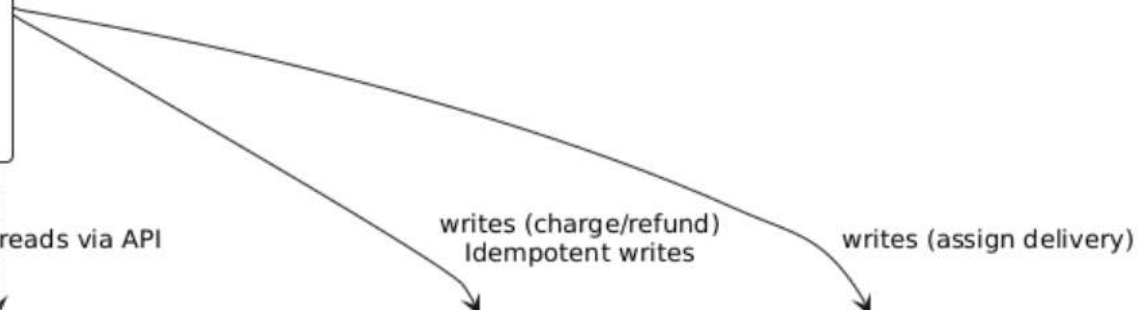 writes (charge/refund)
Idempotent writes
reads via API
writes (assign delivery)